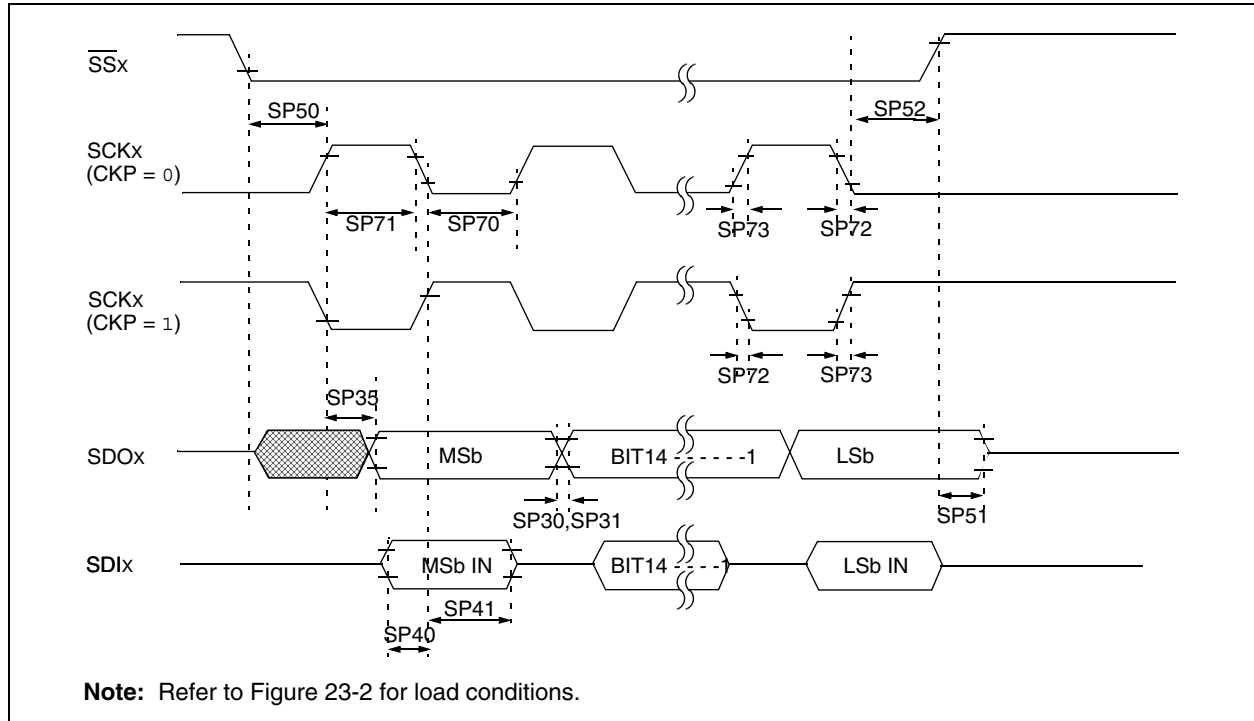 SSx
SP50
SP52
SCKx
(CKP = 0)
SP71
SP70
SP73
SP72
SCKx
(CKP = 1)
SP72
SP73
SP35
SDOx
MSb
BIT14 - - - - - -1
LSb
SP30,SP31
SP51
SDIx
MSb IN
BIT14 - - - -1
LSb IN
SP41
SP40
Note: Refer to Figure 23-2 for load conditions.